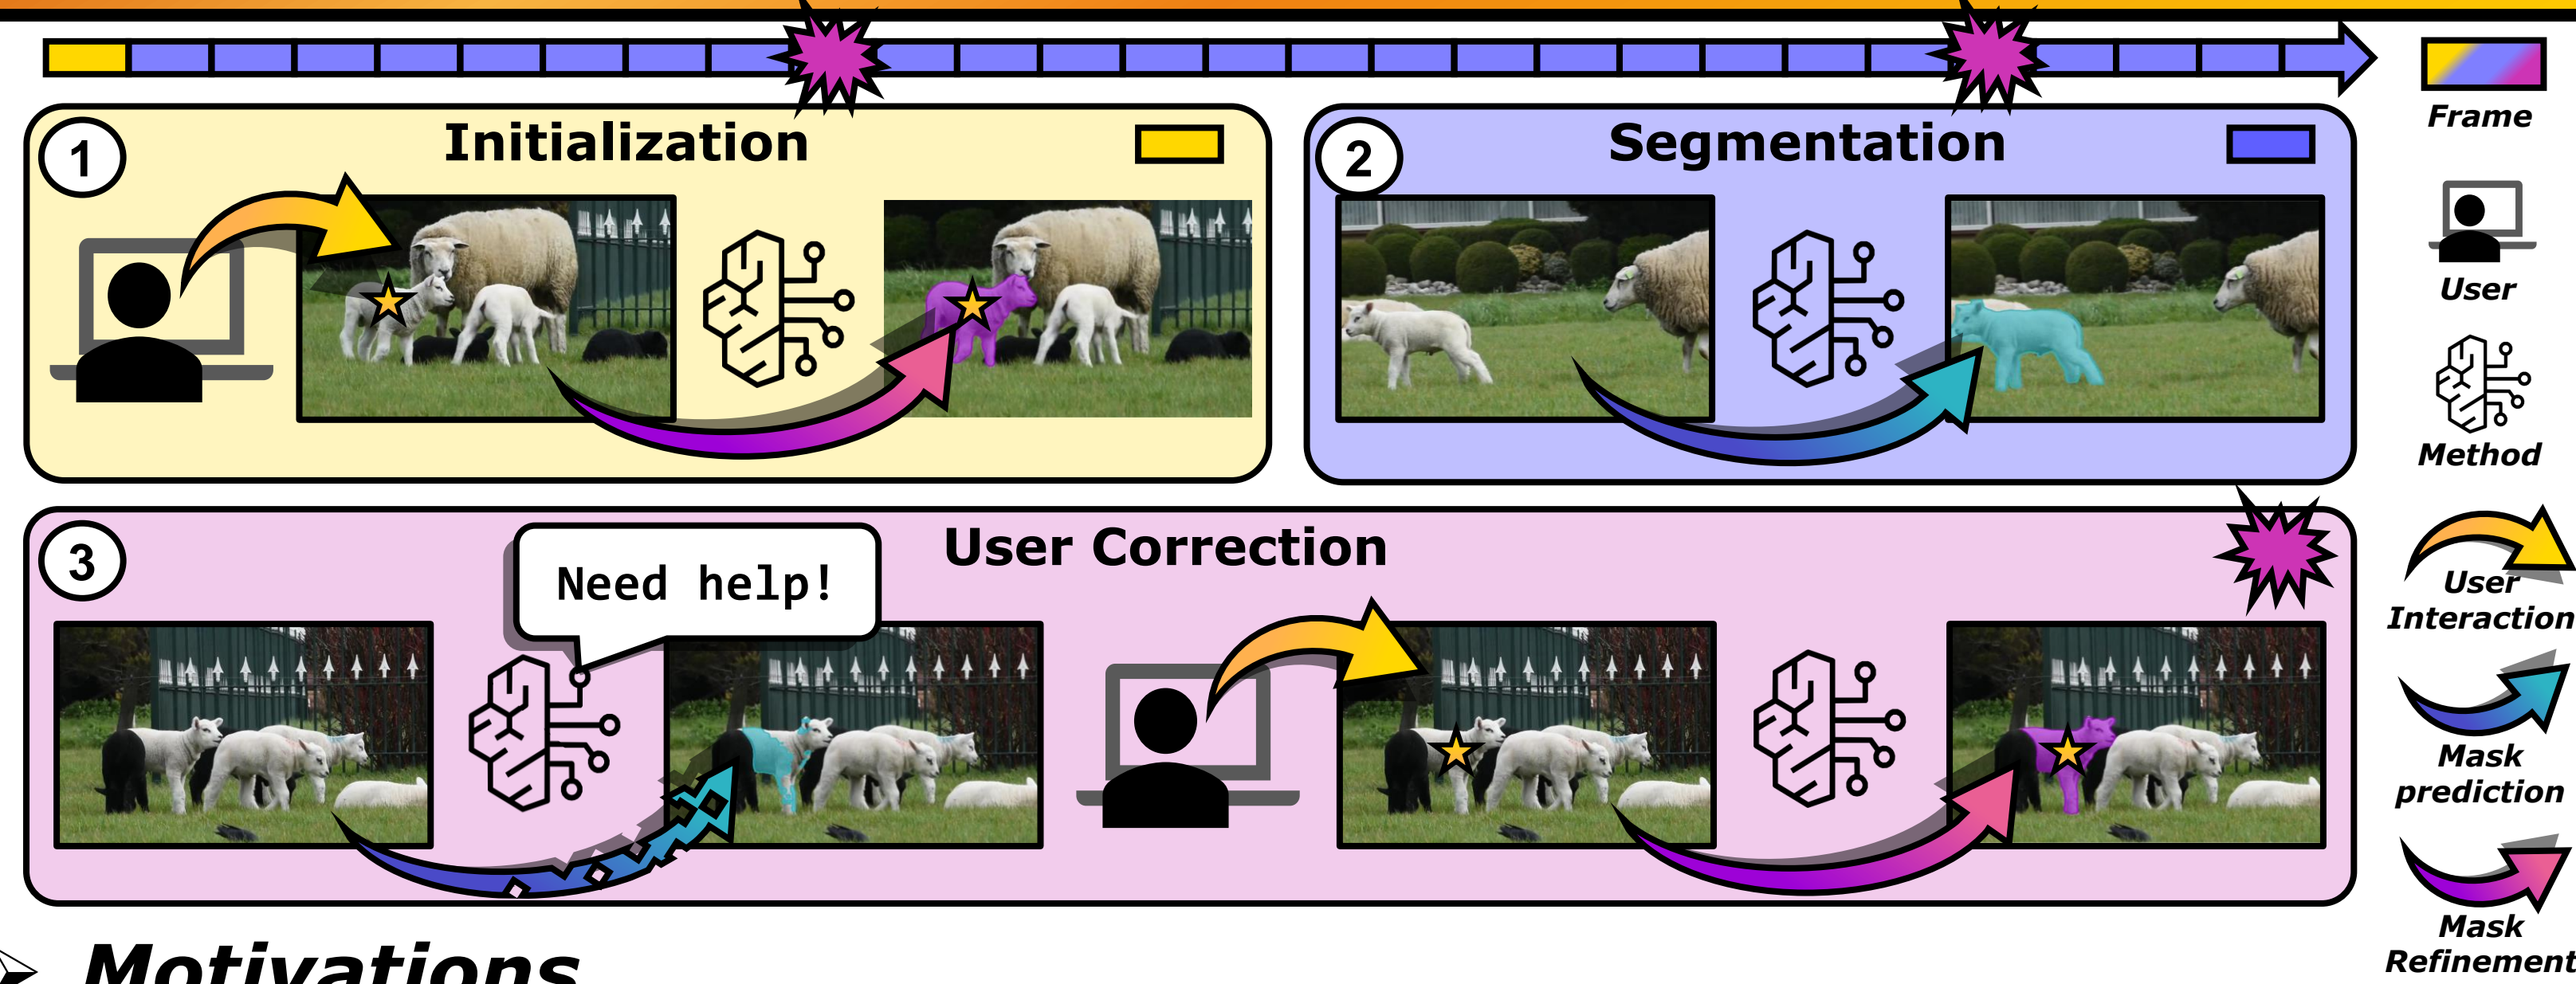 1
Initialization
2
Segmentation
3
Need help!
User Correction
Frame
User
Method
User
Interaction
Mask
prediction
Mask
Refinement
Motivations